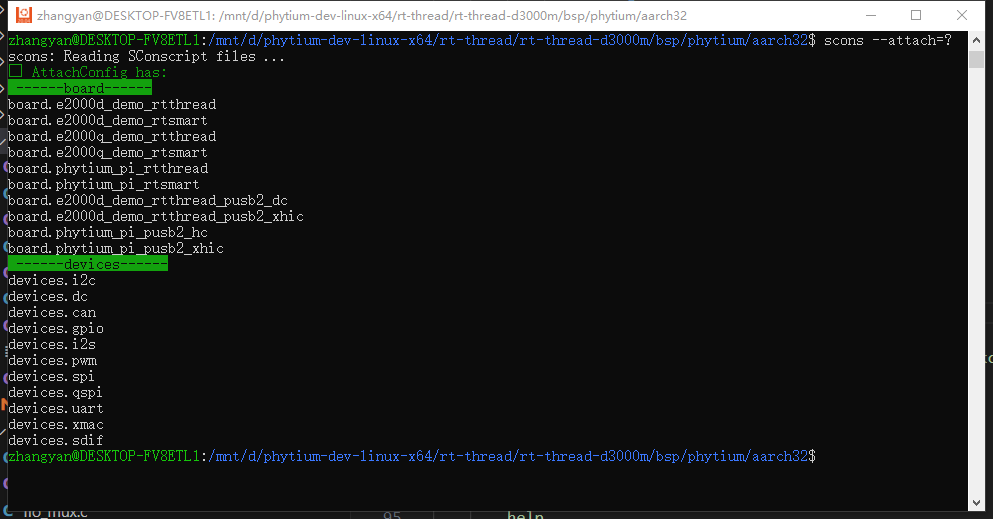 zhangyan@DESKTOP-FV8ETL1: /mnt/d/phytium-dev-linux-x64/rt-thread/rt-thread-d3000m/bsp/phytium/aarch32
zhangyan@DESKTOP-FV8ETL1:/mnt/d/phytium-dev-linux-x64/rt-thread/rt-thread-d3000m/bsp/phytium/aarch32$ scons --attach=?
scons: Reading SConscript files ...
AttachConfig has:
------board------
board.e2000d_demo_rtthread
board.e2000d_demo_rtsmart
board.e2000q_demo_rtthread
board.e2000q_demo_rtsmart
board.phytium_pi_rtthread
board.phytium_pi_rtsmart
board.e2000d_demo_rtthread_pusb2_dc
board.e2000d_demo_rtthread_pusb2_xhic
board.phytium_pi_pusb2_hc
board.phytium_pi_pusb2_xhic
------devices------
devices.i2c
devices.dc
devices.can
devices.gpio
devices.i2s
devices.pwm
devices.spi
devices.qspi
devices.uart
devices.xmac
devices.sdif
zhangyan@DESKTOP-FV8ETL1:/mnt/d/phytium-dev-linux-x64/rt-thread/rt-thread-d3000m/bsp/phytium/aarch32$